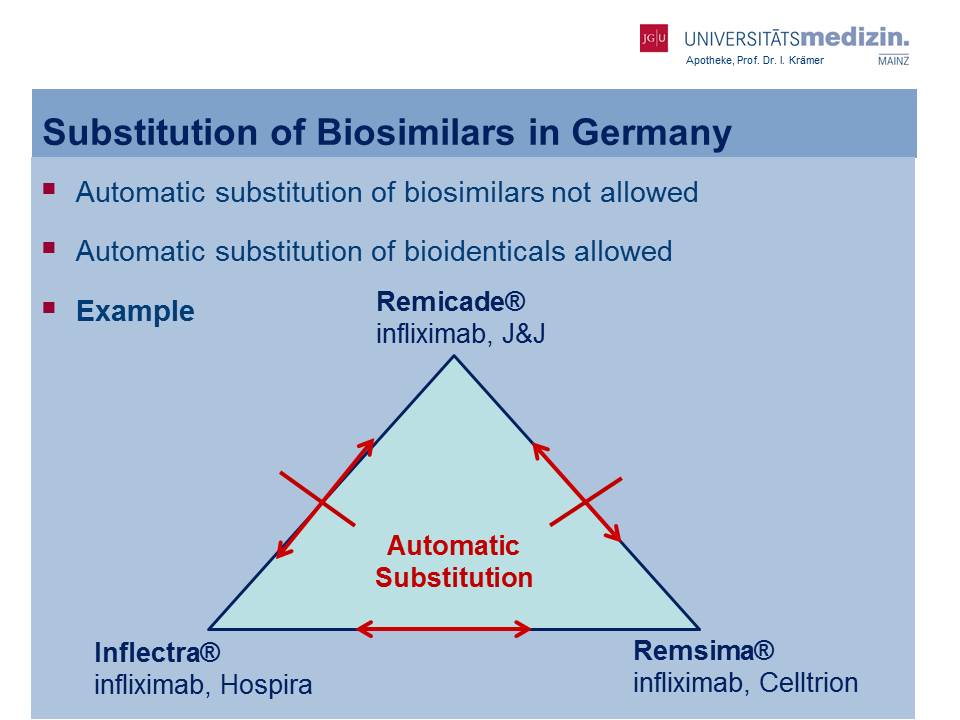 JG|U UNIVERSITÄTSmedizin.
MAINZ
Apotheke, Prof. Dr. I. Krämer
Substitution of Biosimilars in Germany
Automatic substitution of biosimilars not allowed
Automatic substitution of bioidenticals allowed
Example
Remicade®
infliximab, J&J
Automatic
Substitution
Inflectra®
infliximab, Hospira
Remsima®
infliximab, Celltrion